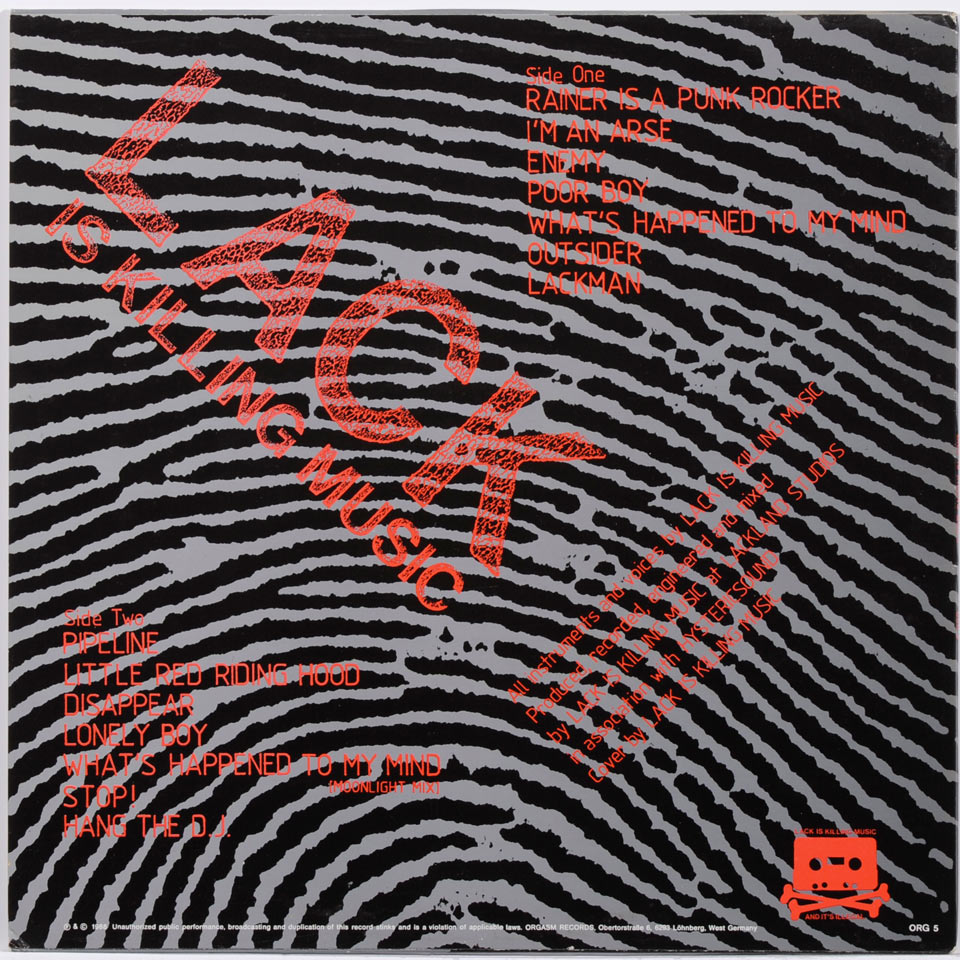 LACK
IS KILLING MUSIC
Side One
RAINER IS A PUNK ROCKER
I'M AN ARSE
ENEMY
POOR BOY
WHAT'S HAPPENED TO MY MIND
OUTSIDER
LACKMAN
All instruments and voices by LACK IS KILLING MUSIC
Produced, recorded, engineered and mixed
by LACK IS KILLING MUSIC at LACKLAND STUDIOS
in association with MYSTERY SOUND
Cover by LACK IS KILLING MUSIC
Side Two
PIPELINE
LITTLE RED RIDING HOOD
DISAPPEAR
LONELY BOY
WHAT'S HAPPENED TO MY MIND
(MOONLIGHT MIX)
STOP!
HANG THE D.J.
LACK IS KILLING MUSIC
AND IT'S
℗ & © Unauthorized public performance, broadcasting and duplication of this record stinks and is a violation of applicable laws. ORGASM RECORDS, Obertorstraße 6, 6293 Löhnberg, West Germany
ORG 5